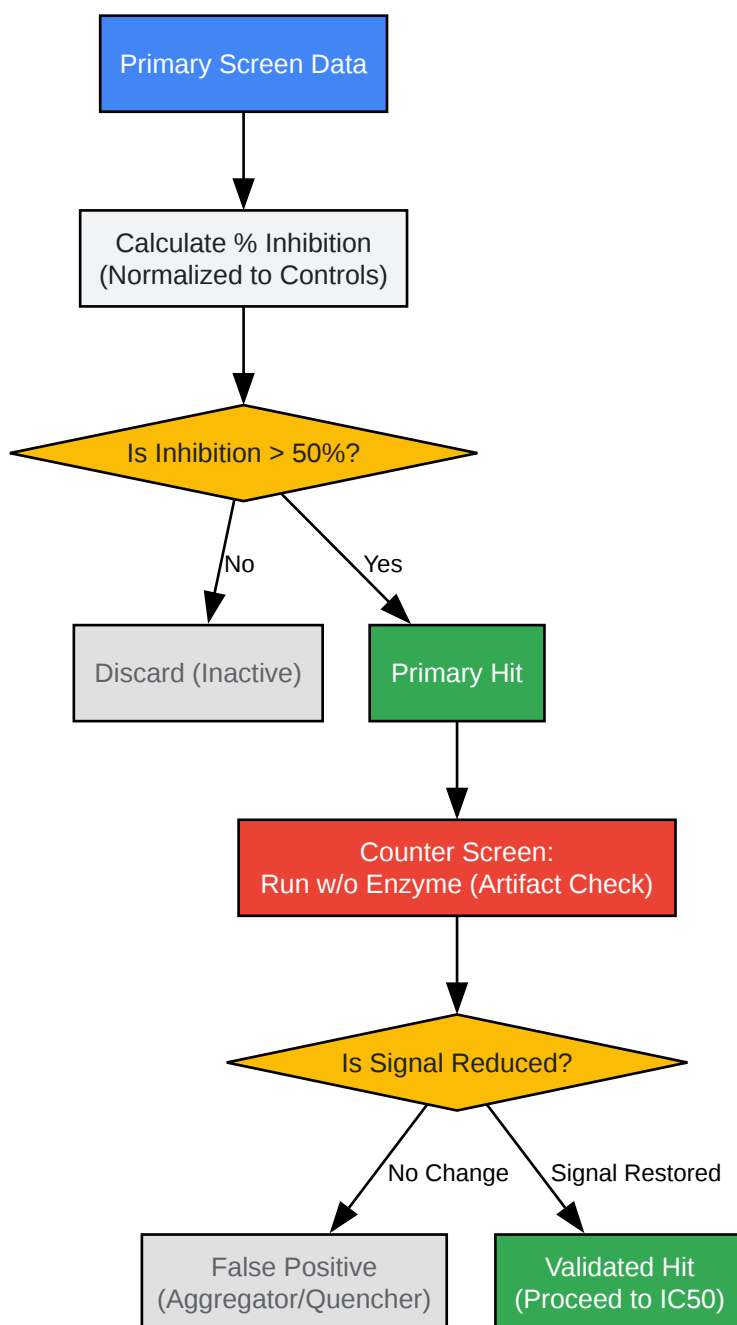 Primary Screen Data
Calculate % Inhibition
(Normalized to Controls)
Is Inhibition > 50%?
No
Yes
Discard (Inactive)
Primary Hit
Counter Screen:
Run w/o Enzyme (Artifact Check)
Is Signal Reduced?
No Change
Signal Restored
False Positive
(Aggregator/Quencher)
Validated Hit
(Proceed to IC50)